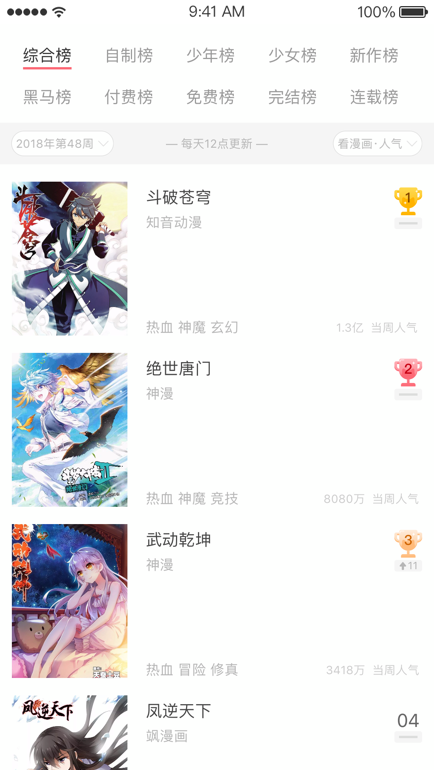 9:41 AM 100%
综合榜 自制榜 少年榜 少女榜 新作榜
黑马榜 付费榜 免费榜 完结榜 连载榜
2018年第48周 — 每天12点更新 — 看漫画·人气
斗破苍穹
1
知音动漫
热血 神魔 玄幻 1.3亿 当周人气
绝世唐门
2
神漫
热血 神魔 竞技 8080万 当周人气
武动乾坤
3
神漫
11
热血 冒险 修真 3418万 当周人气
凤逆天下
04
飒漫画
凤逆天下